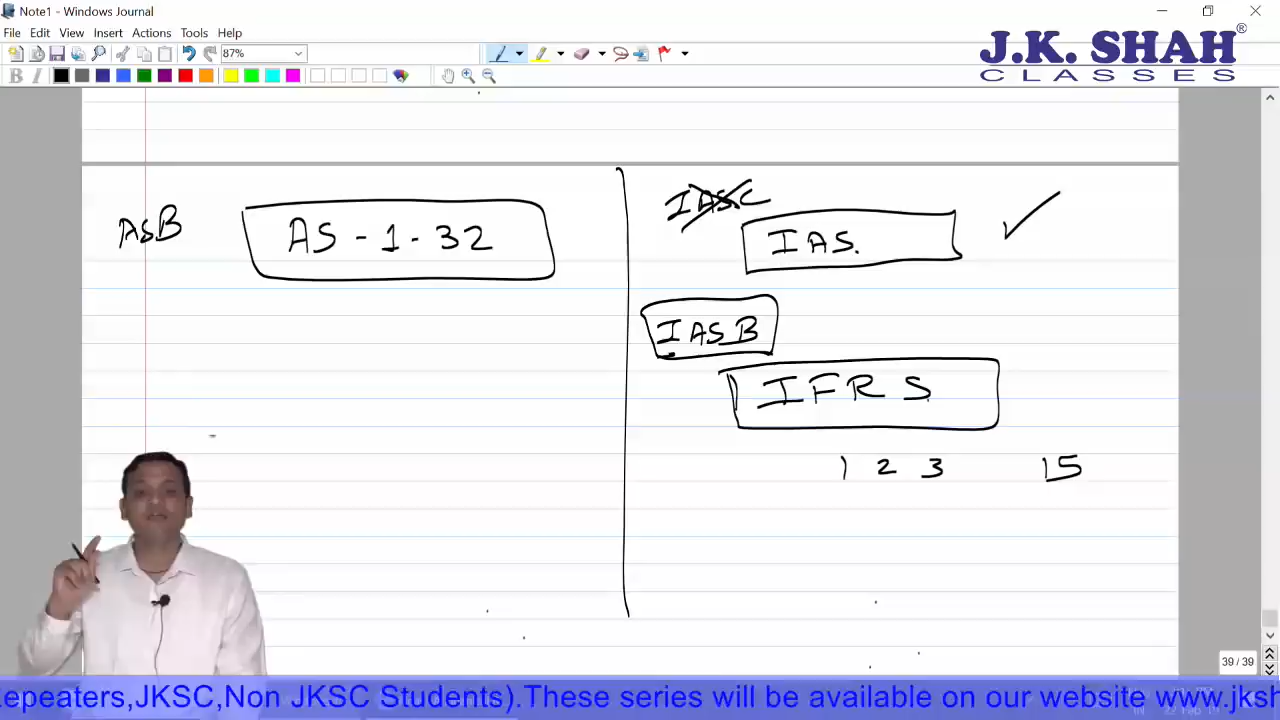 Note1 - Windows Journal
File Edit View Insert Actions Tools Help
87%
B I
J.K. SHAH®
CLASSES
ASB
AS - 1 - 32
IASC
IAS.
IASB
IFRS
1 2 3 15
39 / 39
epeaters,JKSC,Non JKSC Students).These series will be available on our website www.jksh